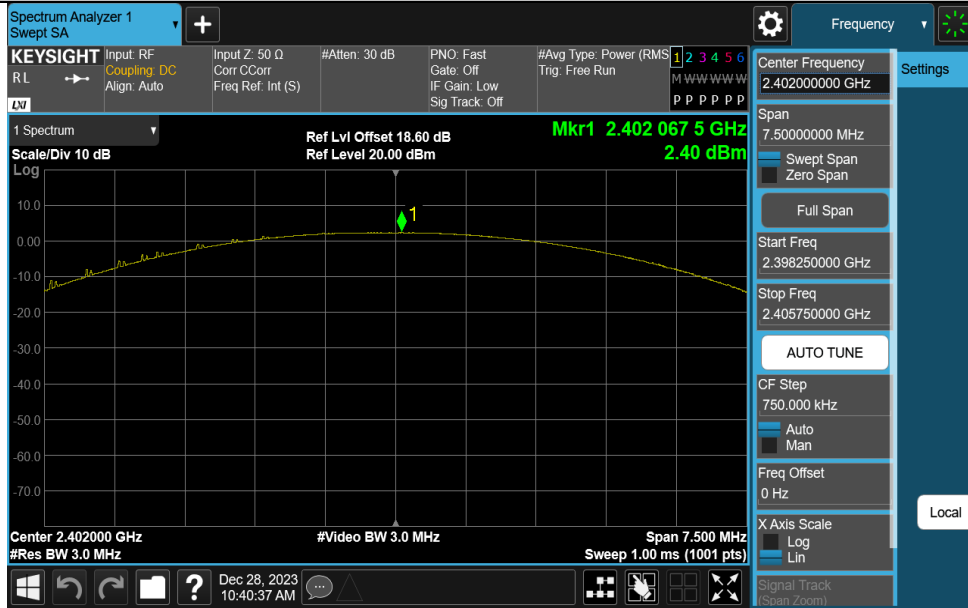 Spectrum Analyzer 1
Swept SA
+
Frequency
KEYSIGHT
RL
LXI
Input: RF
Coupling: DC
Align: Auto
Input Z: 50 Ω
Corr CCorr
Freq Ref: Int (S)
#Atten: 30 dB
PNO: Fast
Gate: Off
IF Gain: Low
Sig Track: Off
#Avg Type: Power (RMS
Trig: Free Run
1 2 3 4 5 6
M W W W W W
P P P P P P
1 Spectrum
Scale/Div 10 dB
Log
Ref Lvl Offset 18.60 dB
Ref Level 20.00 dBm
Mkr1 2.402 067 5 GHz
2.40 dBm
1
10.0
0.00
-10.0
-20.0
-30.0
-40.0
-50.0
-60.0
-70.0
Center 2.402000 GHz
#Res BW 3.0 MHz
#Video BW 3.0 MHz
Span 7.500 MHz
Sweep 1.00 ms (1001 pts)
?
Dec 28, 2023
10:40:37 AM
Center Frequency
2.402000000 GHz
Span
7.50000000 MHz
Swept Span
Zero Span
Full Span
Start Freq
2.398250000 GHz
Stop Freq
2.405750000 GHz
AUTO TUNE
CF Step
750.000 kHz
Auto
Man
Freq Offset
0 Hz
X Axis Scale
Log
Lin
Signal Track
(Span Zoom)
Settings
Local